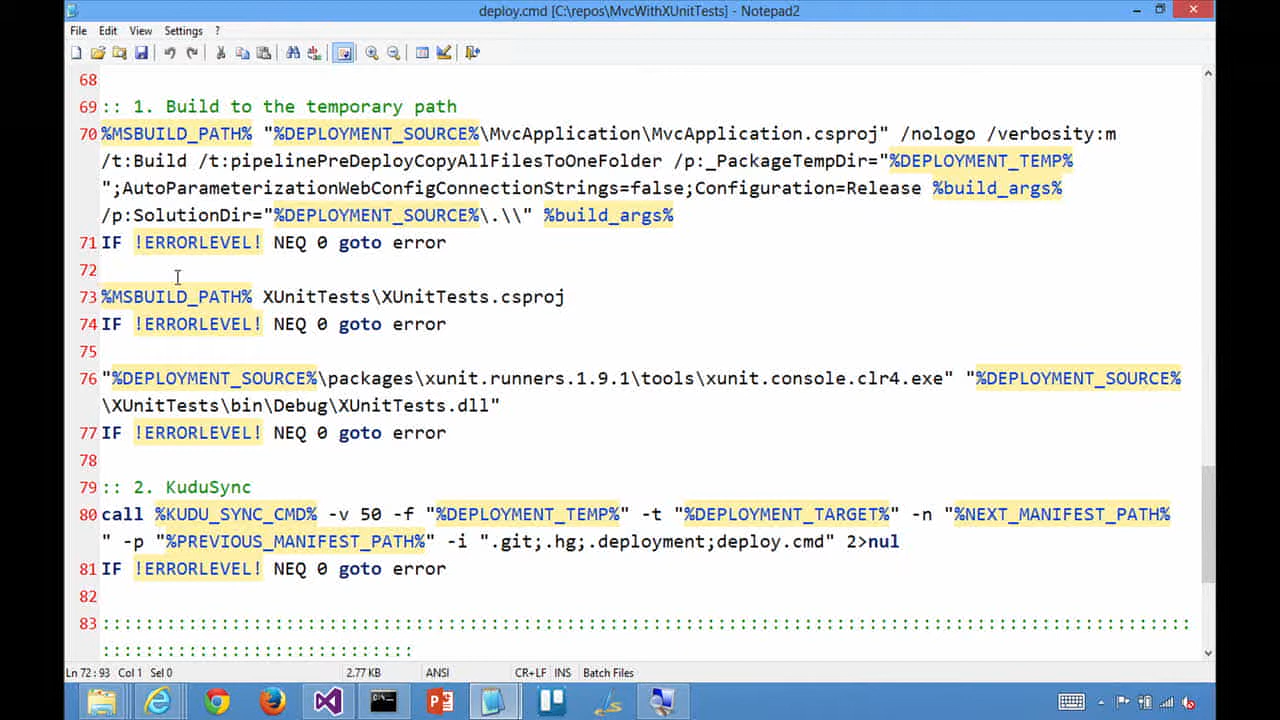 deploy.cmd [C:\repos\MvcWithXUnitTests] - Notepad2
File Edit View Settings ?
68
69 :: 1. Build to the temporary path
70 %MSBUILD_PATH% "%DEPLOYMENT_SOURCE%\MvcApplication\MvcApplication.csproj" /nologo /verbosity:m
/t:Build /t:pipelinePreDeployCopyAllFilesToOneFolder /p:_PackageTempDir="%DEPLOYMENT_TEMP%
";AutoParameterizationWebConfigConnectionStrings=false;Configuration=Release %build_args%
/p:SolutionDir="%DEPLOYMENT_SOURCE%\.\\" %build_args%
71 IF !ERRORLEVEL! NEQ 0 goto error
72
73 %MSBUILD_PATH% XUnitTests\XUnitTests.csproj
74 IF !ERRORLEVEL! NEQ 0 goto error
75
76 "%DEPLOYMENT_SOURCE%\packages\xunit.runners.1.9.1\tools\xunit.console.clr4.exe" "%DEPLOYMENT_SOURCE%
\XUnitTests\bin\Debug\XUnitTests.dll"
77 IF !ERRORLEVEL! NEQ 0 goto error
78
79 :: 2. KuduSync
80 call %KUDU_SYNC_CMD% -v 50 -f "%DEPLOYMENT_TEMP%" -t "%DEPLOYMENT_TARGET%" -n "%NEXT_MANIFEST_PATH%
" -p "%PREVIOUS_MANIFEST_PATH%" -i ".git;.hg;.deployment;deploy.cmd" 2>nul
81 IF !ERRORLEVEL! NEQ 0 goto error
82
83 :::::::::::::::::::::::::::::::::::::::::::::::::::::::::::::::::::::::::::::::::::::::::::::::::::::
:::::::::::::::::::::::::::::
Ln 72 : 93 Col 1 Sel 0 2.77 KB ANSI CR+LF INS Batch Files